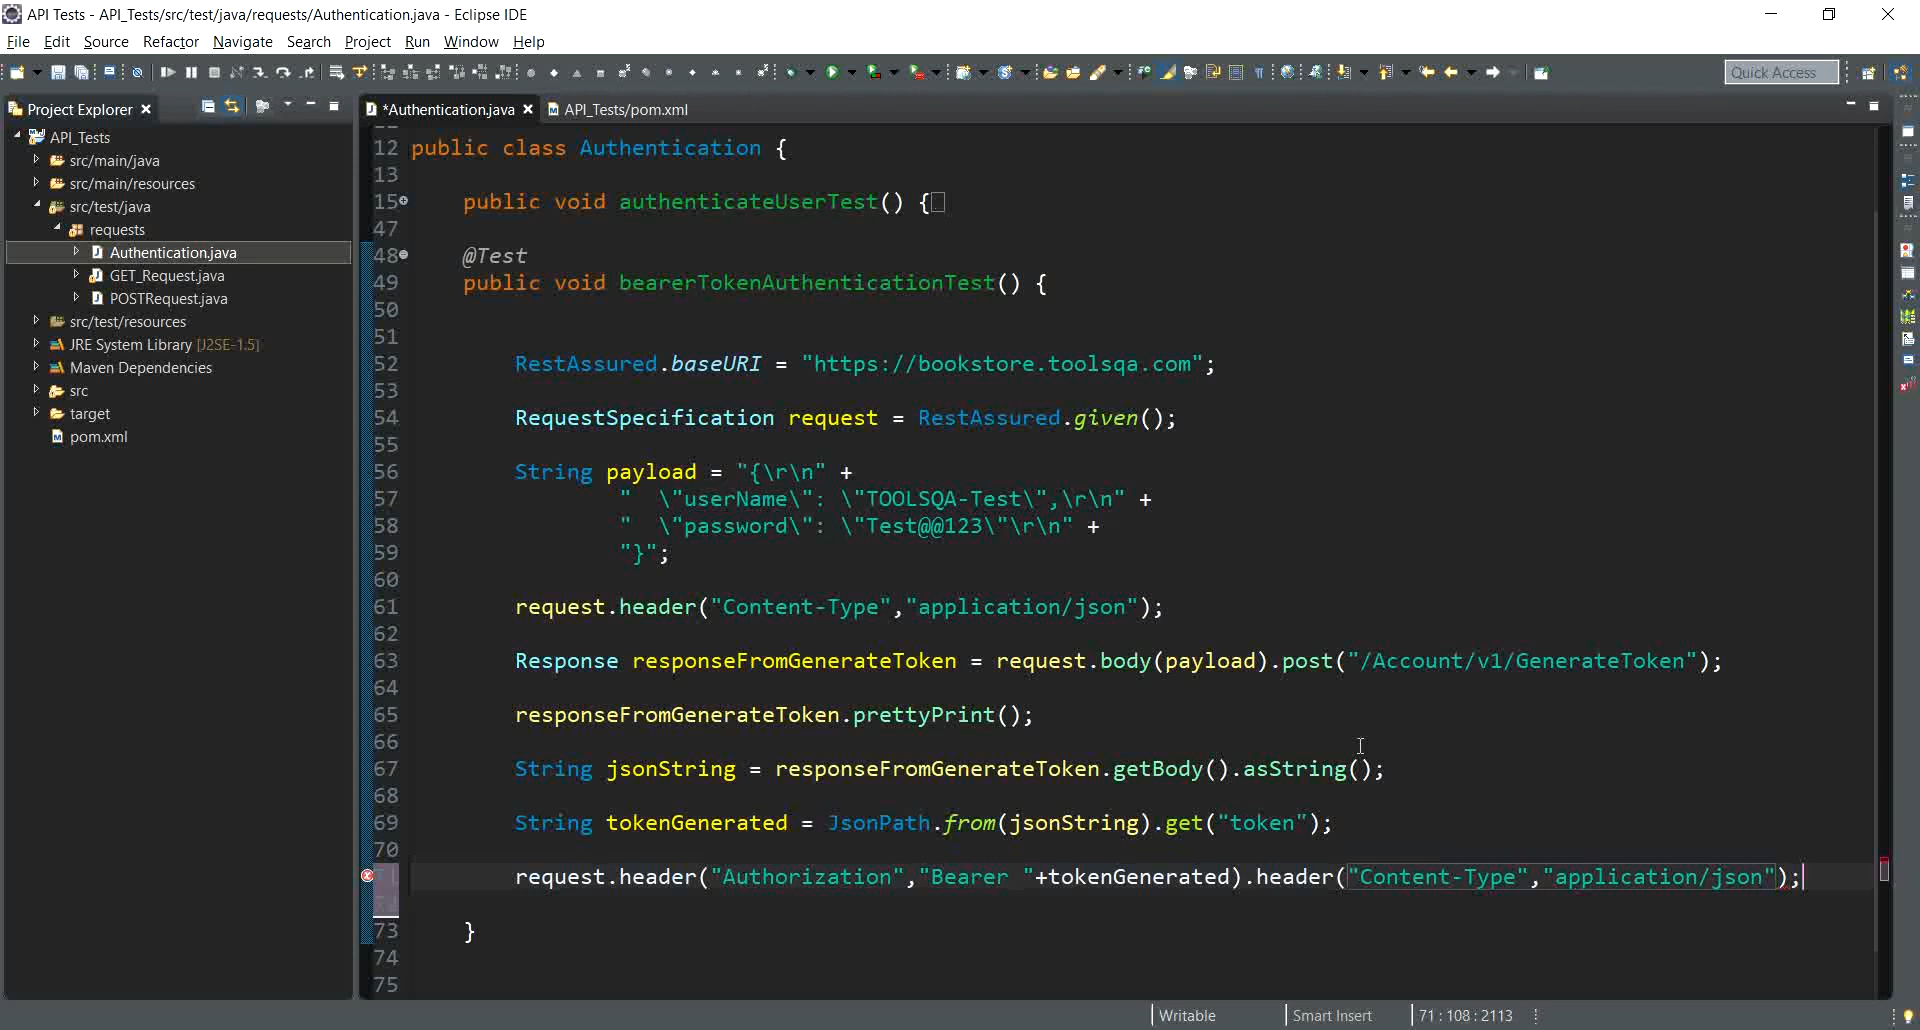 API Tests - API_Tests/src/test/java/requests/Authentication.java - Eclipse IDE
File Edit Source Refactor Navigate Search Project Run Window Help
Quick Access
Project Explorer
*Authentication.java API_Tests/pom.xml
API_Tests
src/main/java
src/main/resources
src/test/java
requests
Authentication.java
GET_Request.java
POSTRequest.java
src/test/resources
JRE System Library [J2SE-1.5]
Maven Dependencies
src
target
pom.xml
12 public class Authentication {
13
15 public void authenticateUserTest() {
47
48 @Test
49 public void bearerTokenAuthenticationTest() {
50
51
52 RestAssured.baseURI = "https://bookstore.toolsqa.com";
53
54 RequestSpecification request = RestAssured.given();
55
56 String payload = "{\r\n" +
57 "  \"userName\": \"TOOLSQA-Test\",\r\n" +
58 "  \"password\": \"Test@@123\"\r\n" +
59 "}";
60
61 request.header("Content-Type","application/json");
62
63 Response responseFromGenerateToken = request.body(payload).post("/Account/v1/GenerateToken");
64
65 responseFromGenerateToken.prettyPrint();
66
67 String jsonString = responseFromGenerateToken.getBody().asString();
68
69 String tokenGenerated = JsonPath.from(jsonString).get("token");
70
request.header("Authorization","Bearer "+tokenGenerated).header("Content-Type","application/json");;
73 }
74
75
Writable Smart Insert 71 : 108 : 2113